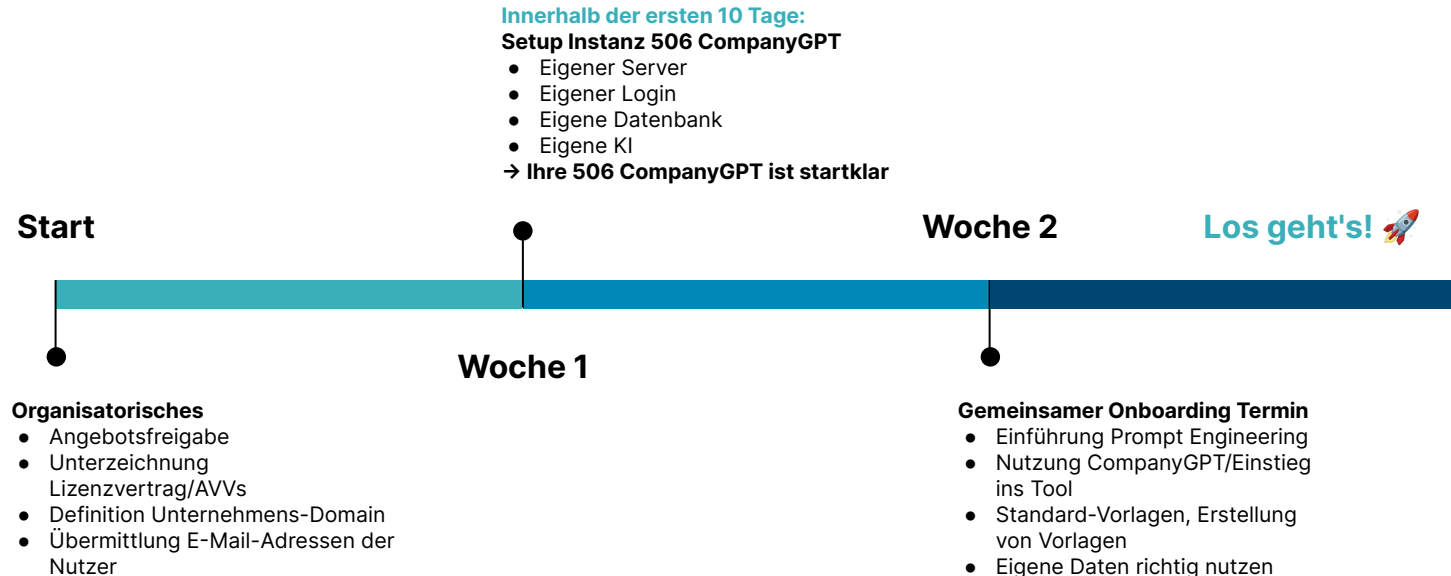 Innerhalb der ersten 10 Tage:
Setup Instanz 506 CompanyGPT
● Eigener Server
● Eigener Login
● Eigene Datenbank
● Eigene KI
→ Ihre 506 CompanyGPT ist startklar
Start
Woche 2
Los geht's! 🚀
Woche 1
Organisatorisches
● Angebotsfreigabe
● Unterzeichnung
Lizenzvertrag/AVVs
● Definition Unternehmens-Domain
● Übermittlung E-Mail-Adressen der
Nutzer
Gemeinsamer Onboarding Termin
● Einführung Prompt Engineering
● Nutzung CompanyGPT/Einstieg
ins Tool
● Standard-Vorlagen, Erstellung
von Vorlagen
● Eigene Daten richtig nutzen